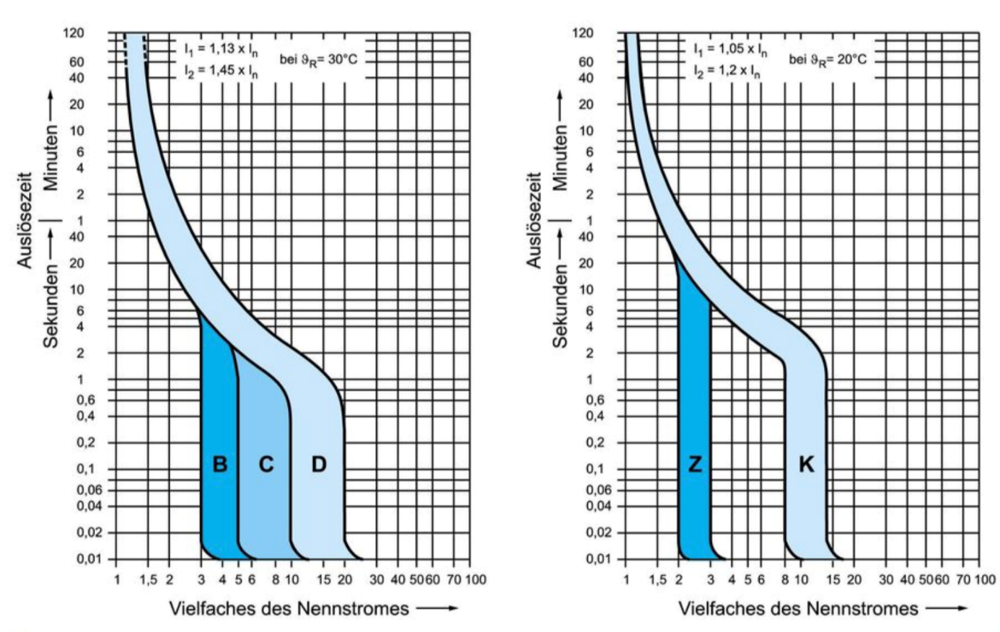 120
60
40
20
10
6
4
2
1
40
20
10
6
4
2
1
0,6
0,4
0,2
0,1
0,06
0,04
0,02
0,01
Auslösezeit
Minuten
Sekunden
I1 = 1,13 x In
I2 = 1,45 x In
bei ϑR= 30°C
B C D
1 1,5 2 3 4 5 6 8 10 15 20 30 40 50 60 70 100
Vielfaches des Nennstromes
120
60
40
20
10
6
4
2
1
40
20
10
6
4
2
1
0,6
0,4
0,2
0,1
0,06
0,04
0,02
0,01
Auslösezeit
Minuten
Sekunden
I1 = 1,05 x In
I2 = 1,2 x In
bei ϑR= 20°C
Z K
1 1,5 2 3 4 5 6 8 10 15 20 30 40 50 60 70 100
Vielfaches des Nennstromes